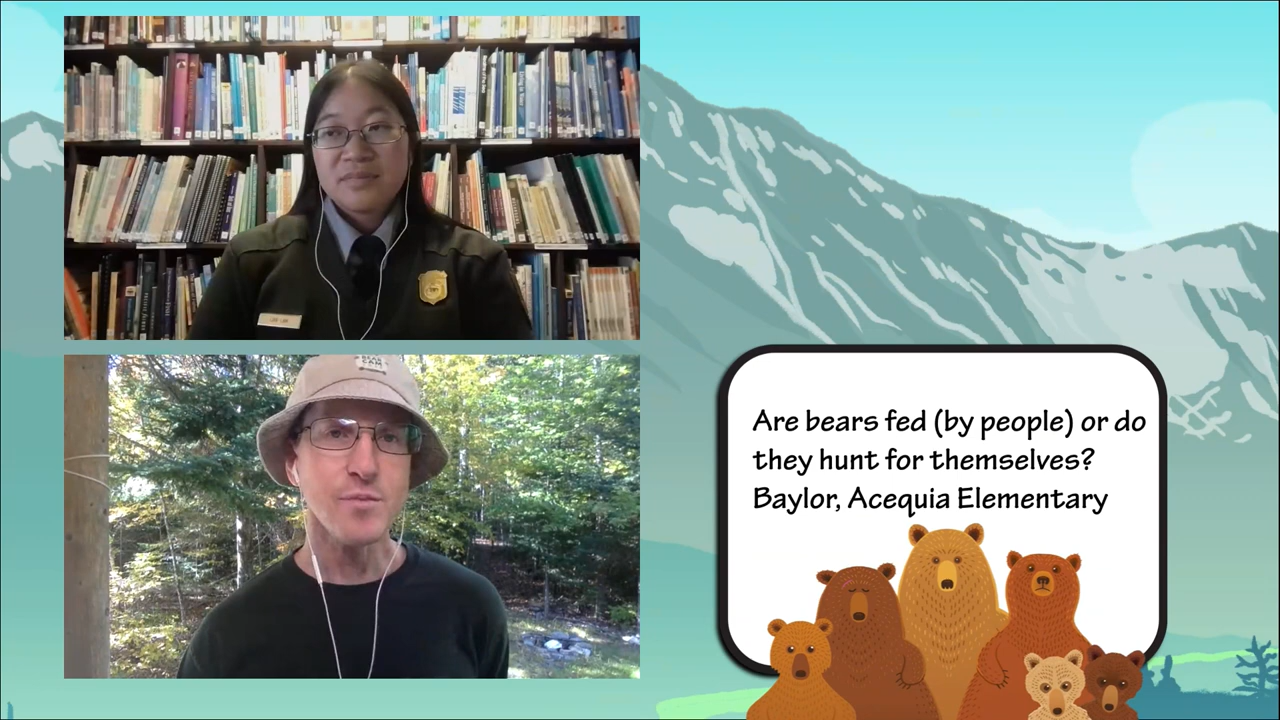 Are bears fed (by people) or do
they hunt for themselves?
Baylor, Acequia Elementary